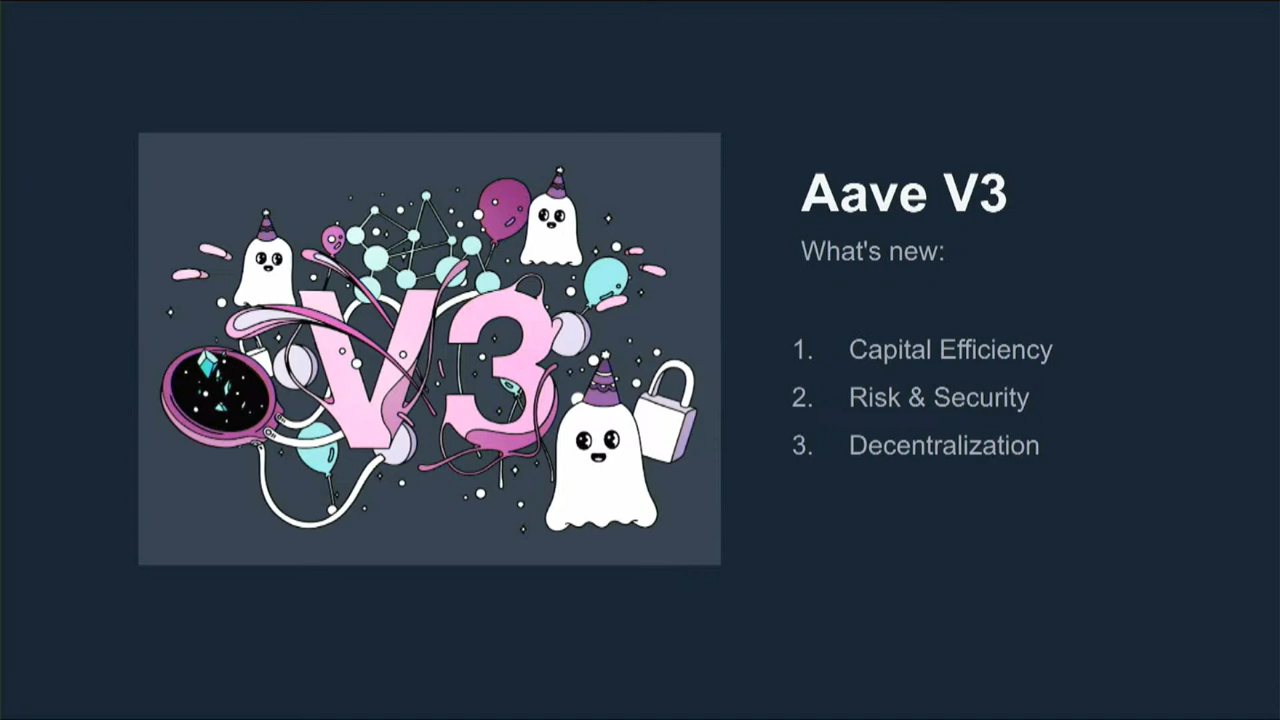 V3
Aave V3
What's new:
1. Capital Efficiency
2. Risk & Security
3. Decentralization